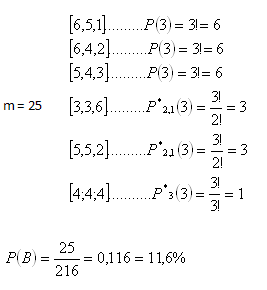 [6,5,1].........P(3) = 3! = 6
[6,4,2]..........P(3) = 3! = 6
[5,4,3]..........P(3) = 3! = 6
m = 25 [3,3,6].........P*2,1(3) = 3!/2! = 3
[5,5,2]..........P*2,1(3) = 3!/2! = 3
[4;4;4]..........P*3(3) = 3!/3! = 1
P(B) = 25/216 = 0,116 = 11,6%